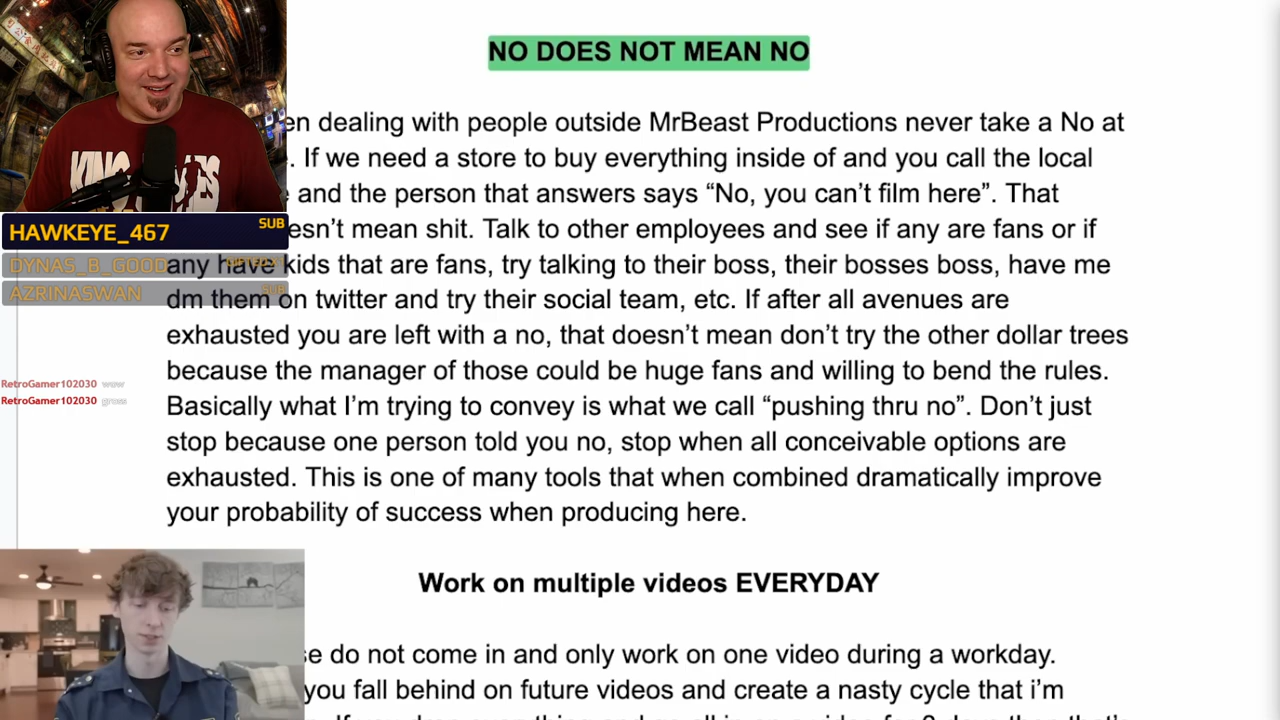 NO DOES NOT MEAN NO
en dealing with people outside MrBeast Productions never take a No at
. If we need a store to buy everything inside of and you call the local
and the person that answers says “No, you can’t film here”. That
esn’t mean shit. Talk to other employees and see if any are fans or if
any have kids that are fans, try talking to their boss, their bosses boss, have me
dm them on twitter and try their social team, etc. If after all avenues are
exhausted you are left with a no, that doesn’t mean don’t try the other dollar trees
because the manager of those could be huge fans and willing to bend the rules.
Basically what I’m trying to convey is what we call “pushing thru no”. Don’t just
stop because one person told you no, stop when all conceivable options are
exhausted. This is one of many tools that when combined dramatically improve
your probability of success when producing here.
Work on multiple videos EVERYDAY
se do not come in and only work on one video during a workday.
you fall behind on future videos and create a nasty cycle that i’m
HAWKEYE_467 SUB
DYNAS_B_GOOD
AZRINASWAN SUB
RetroGamer102030 wow
RetroGamer102030 gross